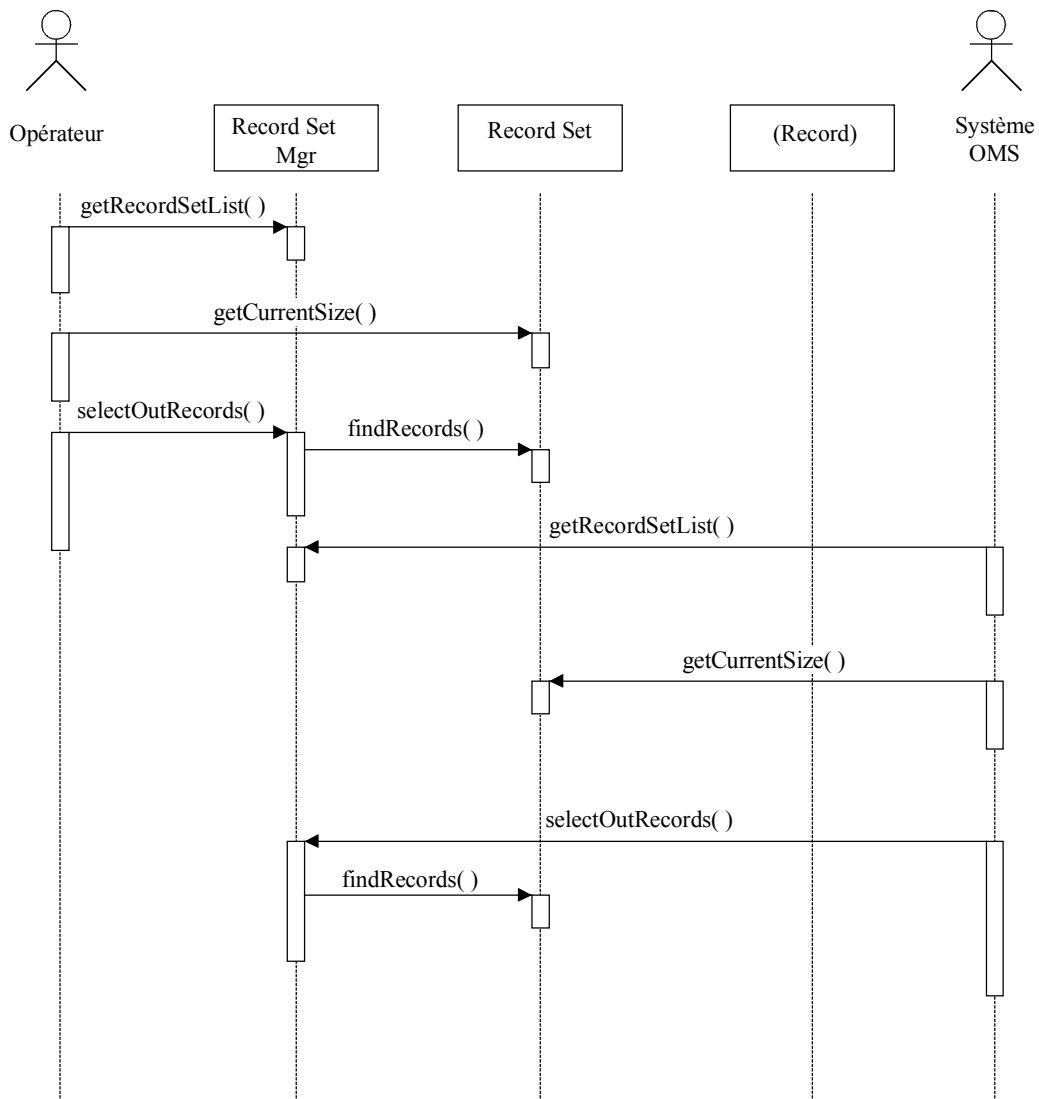 Opérateur
Record Set
Mgr
Record Set
(Record)
Système
OMS
getRecordSetList( )
getCurrentSize( )
selectOutRecords( )
findRecords( )
getRecordSetList( )
getCurrentSize( )
selectOutRecords( )
findRecords( )